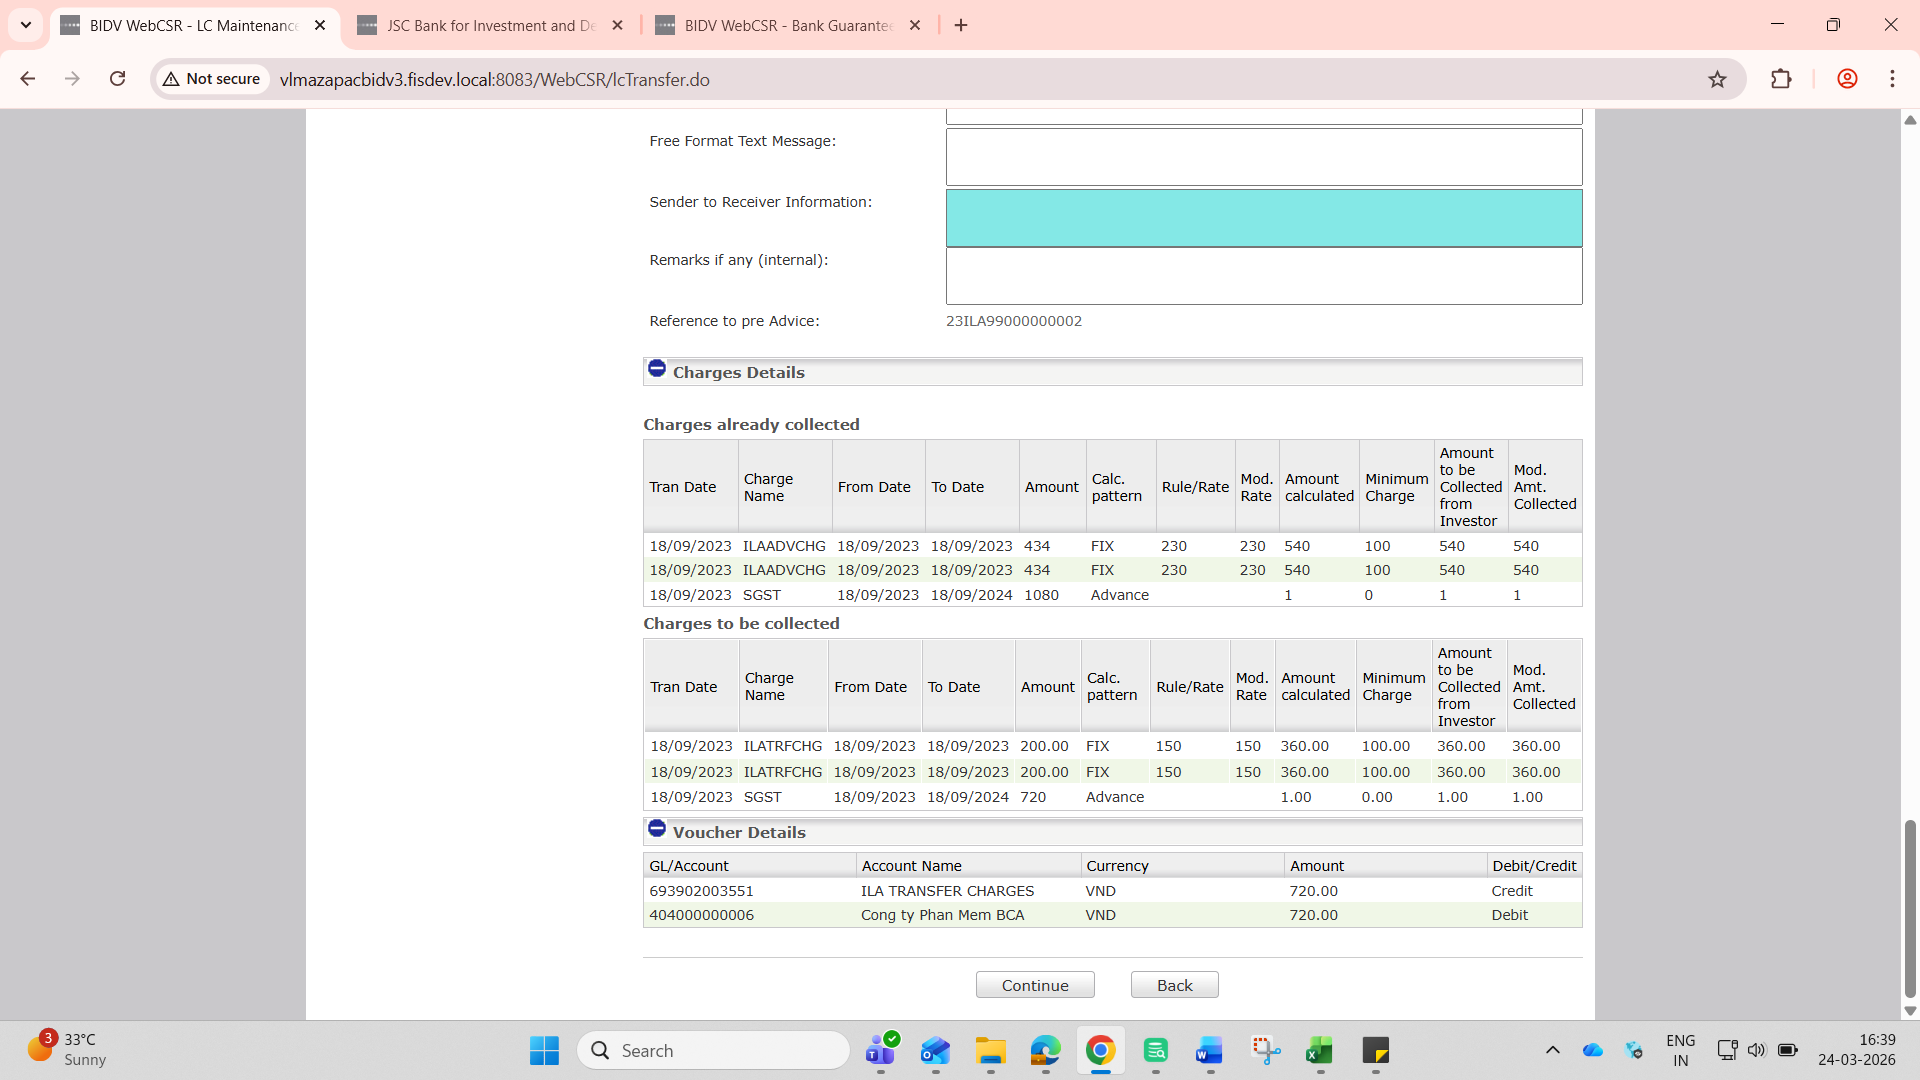 BIDV WebCSR - LC Maintenance
JSC Bank for Investment and De
BIDV WebCSR - Bank Guarantee
Not secure
vlmazapacbidv3.fisdev.local:8083/WebCSR/lcTransfer.do
Free Format Text Message:
Sender to Receiver Information:
Remarks if any (internal):
Reference to pre Advice: 23ILA99000000002
Charges Details
Charges already collected
Tran Date Charge Name From Date To Date Amount Calc. pattern Rule/Rate Mod. Rate Amount calculated Minimum Charge Amount to be Collected from Investor Mod. Amt. Collected
18/09/2023 ILAADVCHG 18/09/2023 18/09/2023 434 FIX 230 230 540 100 540 540
18/09/2023 ILAADVCHG 18/09/2023 18/09/2023 434 FIX 230 230 540 100 540 540
18/09/2023 SGST 18/09/2023 18/09/2024 1080 Advance 1 0 1 1
Charges to be collected
Tran Date Charge Name From Date To Date Amount Calc. pattern Rule/Rate Mod. Rate Amount calculated Minimum Charge Amount to be Collected from Investor Mod. Amt. Collected
18/09/2023 ILATRFCHG 18/09/2023 18/09/2023 200.00 FIX 150 150 360.00 100.00 360.00 360.00
18/09/2023 ILATRFCHG 18/09/2023 18/09/2023 200.00 FIX 150 150 360.00 100.00 360.00 360.00
18/09/2023 SGST 18/09/2023 18/09/2024 720 Advance 1.00 0.00 1.00 1.00
Voucher Details
GL/Account Account Name Currency Amount Debit/Credit
693902003551 ILA TRANSFER CHARGES VND 720.00 Credit
404000000006 Cong ty Phan Mem BCA VND 720.00 Debit
Continue Back
3
33°C
Sunny
Search
ENG
IN
16:39
24-03-2026